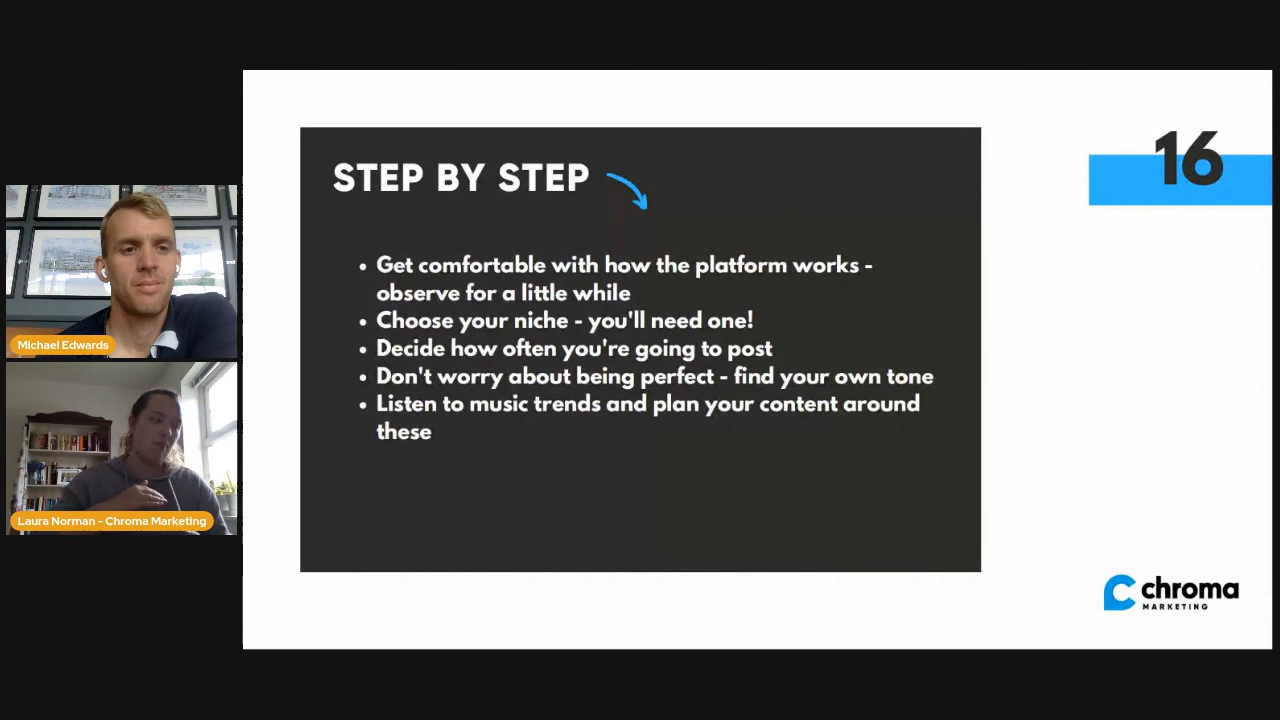 STEP BY STEP
16
Get comfortable with how the platform works -
observe for a little while
Choose your niche - you'll need one!
Decide how often you're going to post
Don't worry about being perfect - find your own tone
Listen to music trends and plan your content around
these
Michael Edwards
Laura Norman - Chroma Marketing
chroma
MARKETING